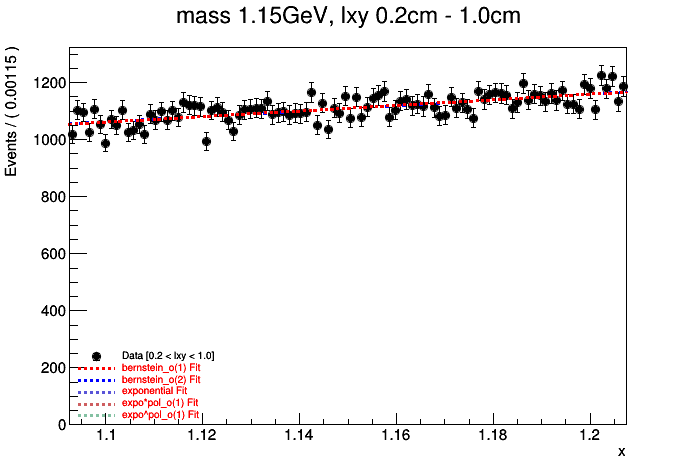 mass 1.15GeV, lxy 0.2cm - 1.0cm
Events / ( 0.00115 )
1200
1000
800
600
400
200
0
Data [0.2 < lxy < 1.0]
bernstein_o(1) Fit
bernstein_o(2) Fit
exponential Fit
expo*pol_o(1) Fit
expo^pol_o(1) Fit
1.1 1.12 1.14 1.16 1.18 1.2
x